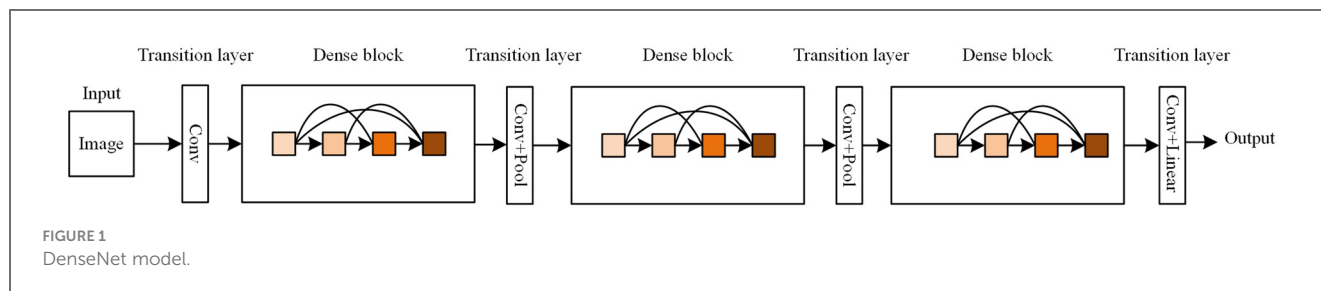 Transition layer Dense block Transition layer Dense block Transition layer Dense block Transition layer
Input
Image
Conv
Conv+Pool
Conv+Pool
Conv+Linear
Output
FIGURE 1
DenseNet model.